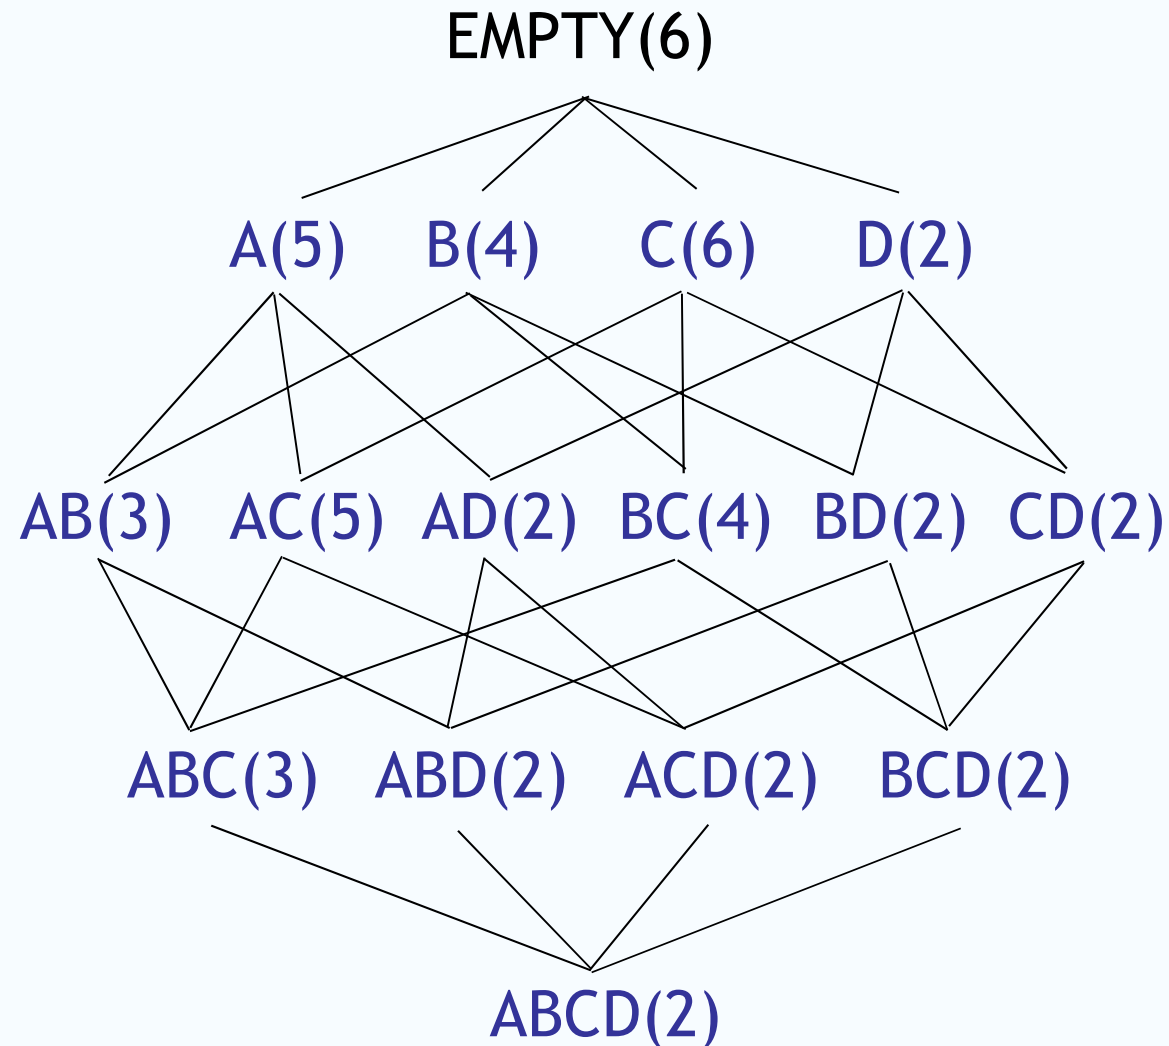 EMPTY(6)
A(5) B(4) C(6) D(2)
AB(3) AC(5) AD(2) BC(4) BD(2) CD(2)
ABC(3) ABD(2) ACD(2) BCD(2)
ABCD(2)